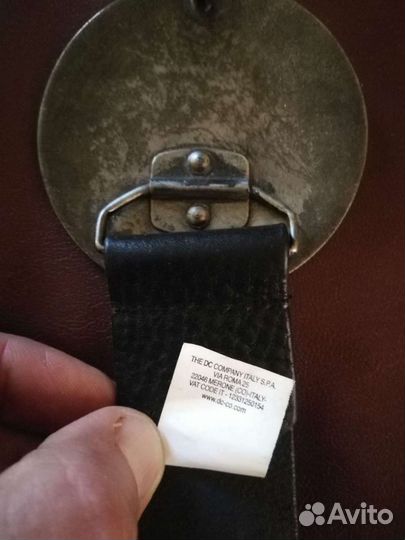 THE DC COMPANY ITALY S.P.A.
VIA ROMA 25
22046 MERONE (CO)-ITALY-
VAT CODE IT - 12331250154
www.dc-co.com
Avito